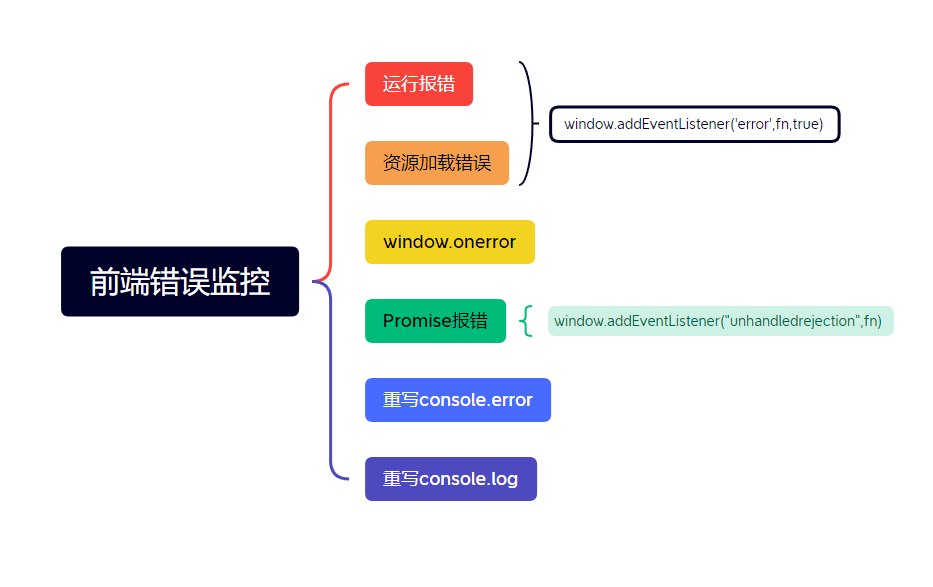 前端错误监控
运行报错
资源加载错误
window.addEventListener('error',fn,true)
window.onerror
Promise报错
window.addEventListener("unhandledrejection",fn)
重写console.error
重写console.log